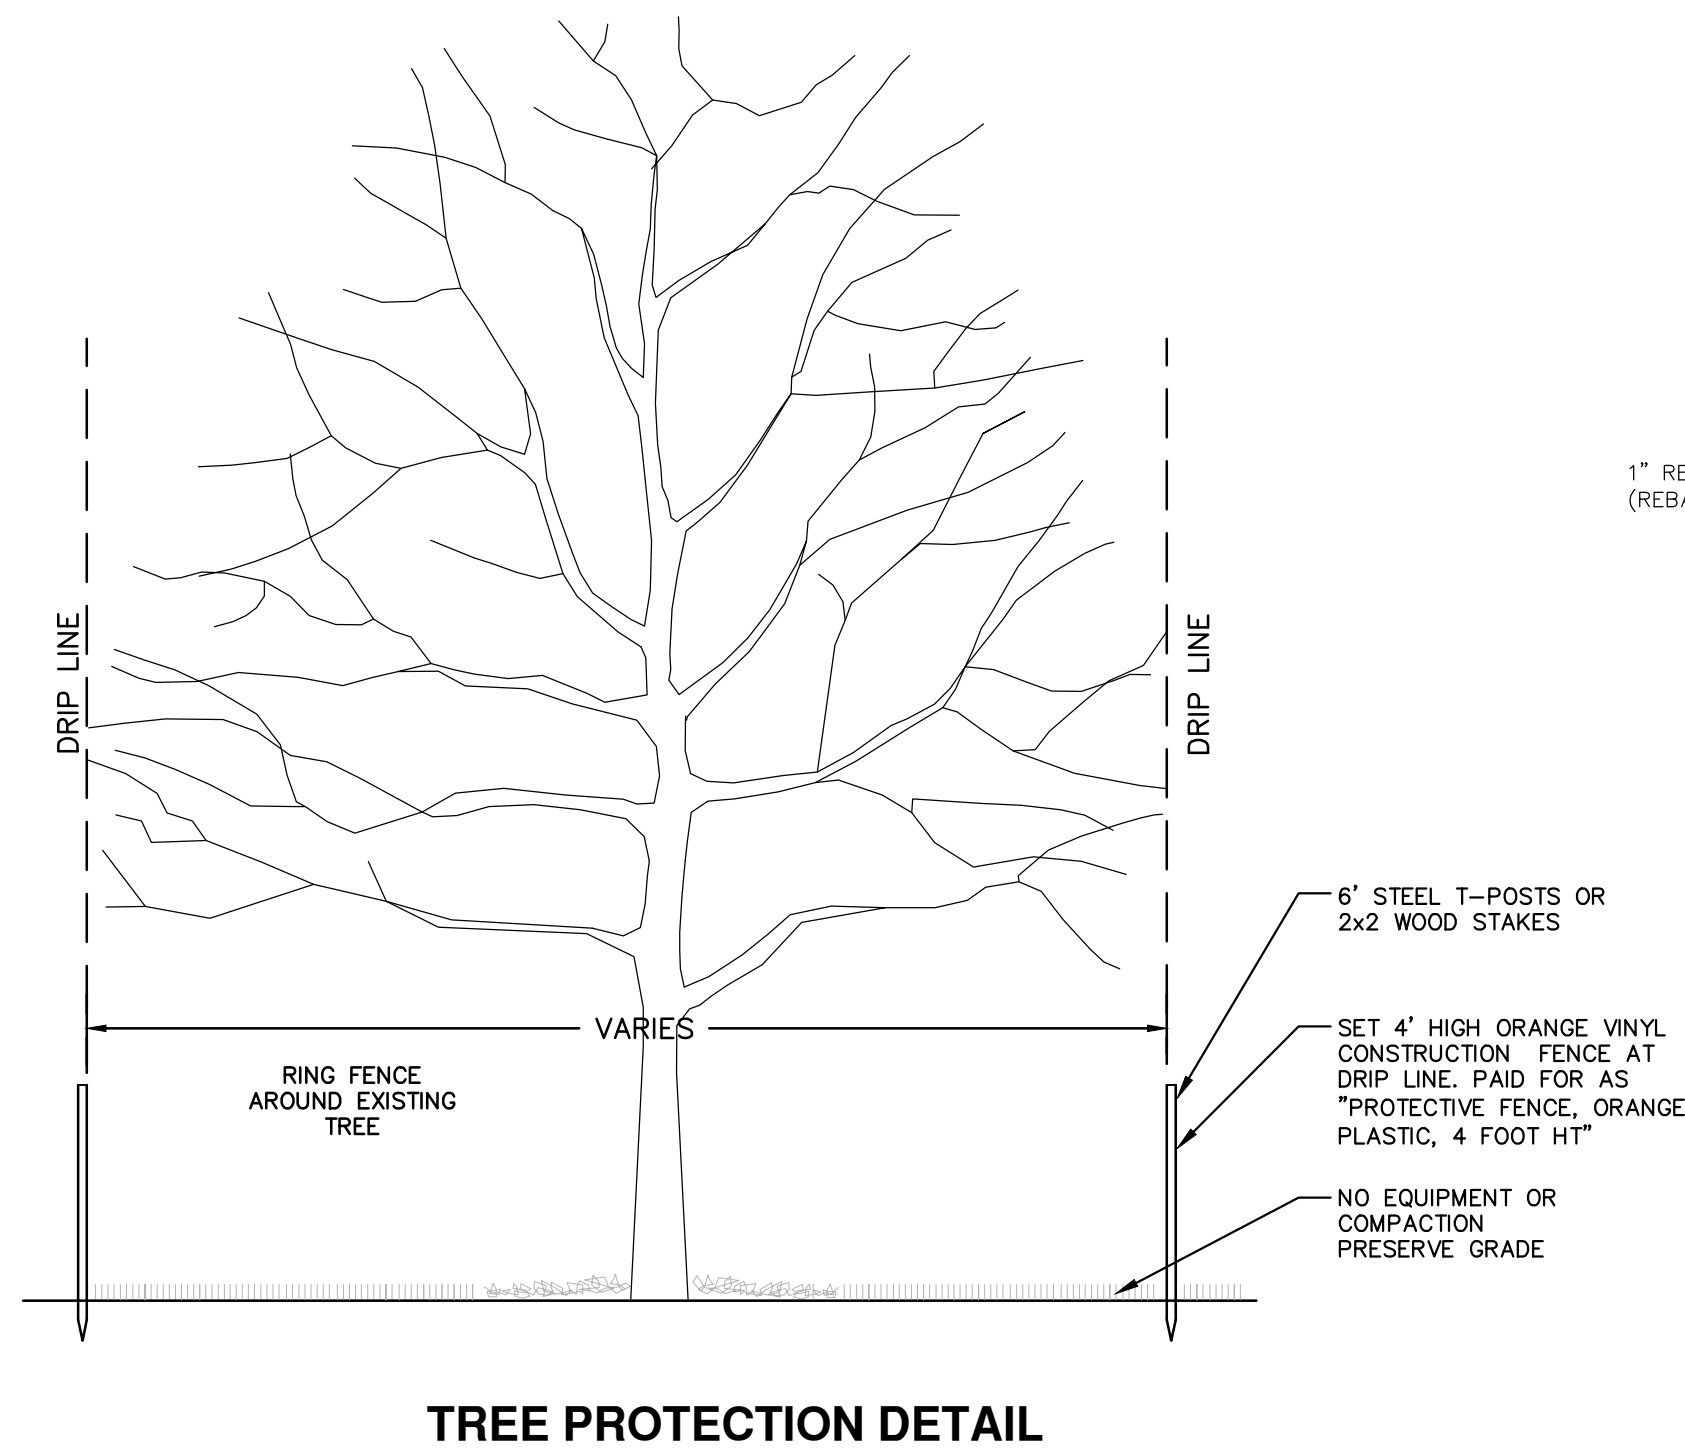 1" RE
(REBA
DRIP LINE
DRIP LINE
6' STEEL T-POSTS OR
2x2 WOOD STAKES
VARIES
SET 4' HIGH ORANGE VINYL
CONSTRUCTION FENCE AT
DRIP LINE. PAID FOR AS
"PROTECTIVE FENCE, ORANGE
PLASTIC, 4 FOOT HT"
RING FENCE
AROUND EXISTING
TREE
NO EQUIPMENT OR
COMPACTION
PRESERVE GRADE
TREE PROTECTION DETAIL